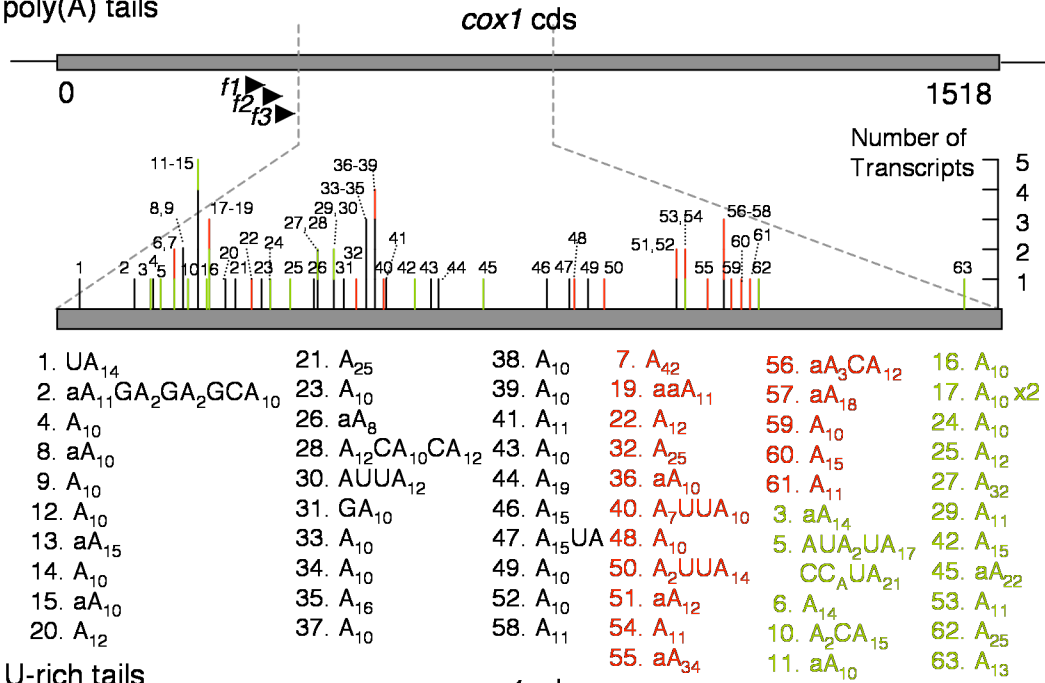 poly(A) tails
cox1 cds
0
1518
f1
f2
f3
Number of
Transcripts
5
4
3
2
1
36-39
11-15
33-35
8,9
17-19
29,30
27,28
53,54
56-58
6,7
22
24
41
48
51,52
60
61
20
32
4
1
2
3
5
10
16
21
23
25
26
31
40
42
43
44
45
46
47
49
50
55
59
62
63
1. UA14
2. aA11GA2GA2GCA10
4. A10
8. aA10
9. A10
12. A10
13. aA15
14. A10
15. aA10
20. A12
21. A25
23. A10
26. aA8
28. A12CA10CA12
30. AUUA12
31. GA10
33. A10
34. A10
35. A16
37. A10
38. A10
39. A10
41. A11
43. A10
44. A19
46. A15
47. A15UA
49. A10
52. A10
58. A11
7. A42
19. aaA11
22. A12
32. A25
36. aA10
40. A7UUA10
48. A10
50. A2UUA14
51. aA12
54. A11
55. aA34
56. aA3CA12
57. aA18
59. A10
60. A15
61. A11
3. aA14
5. AUA2UA17
CCAUA21
6. A14
10. A2CA15
11. aA10
16. A10
17. A10 x2
24. A10
25. A12
27. A32
29. A11
42. A15
45. aA22
53. A11
62. A25
63. A13
U-rich tails